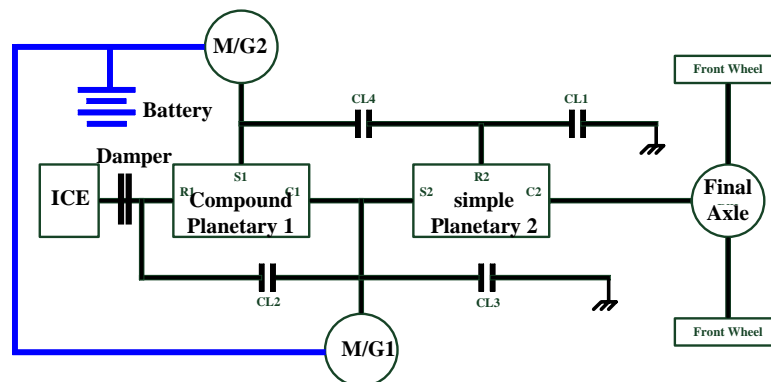 M/G2
Front Wheel
CL4
CL1
Battery
Damper
S1
R2
ICE
R1
Compound
Planetary 1
C1
S2
simple
Planetary 2
C2
Final
Axle
CL2
CL3
M/G1
Front Wheel